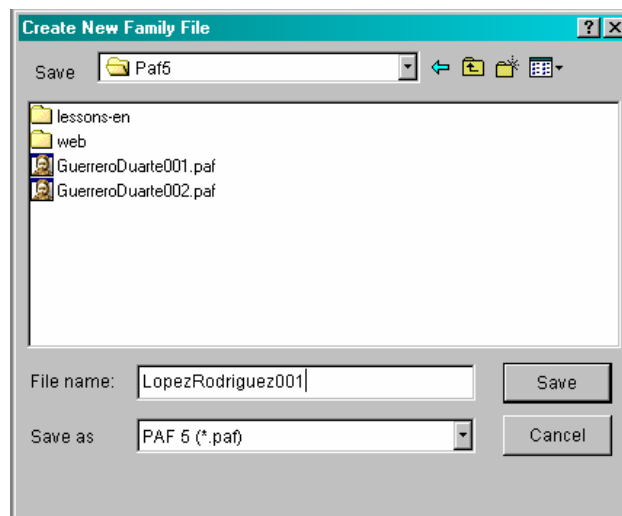 Create New Family File
Save Paf5
lessons-en
web
GuerreroDuarte001.paf
GuerreroDuarte002.paf
File name: LopezRodriguez001 Save
Save as PAF 5 (*.paf) Cancel